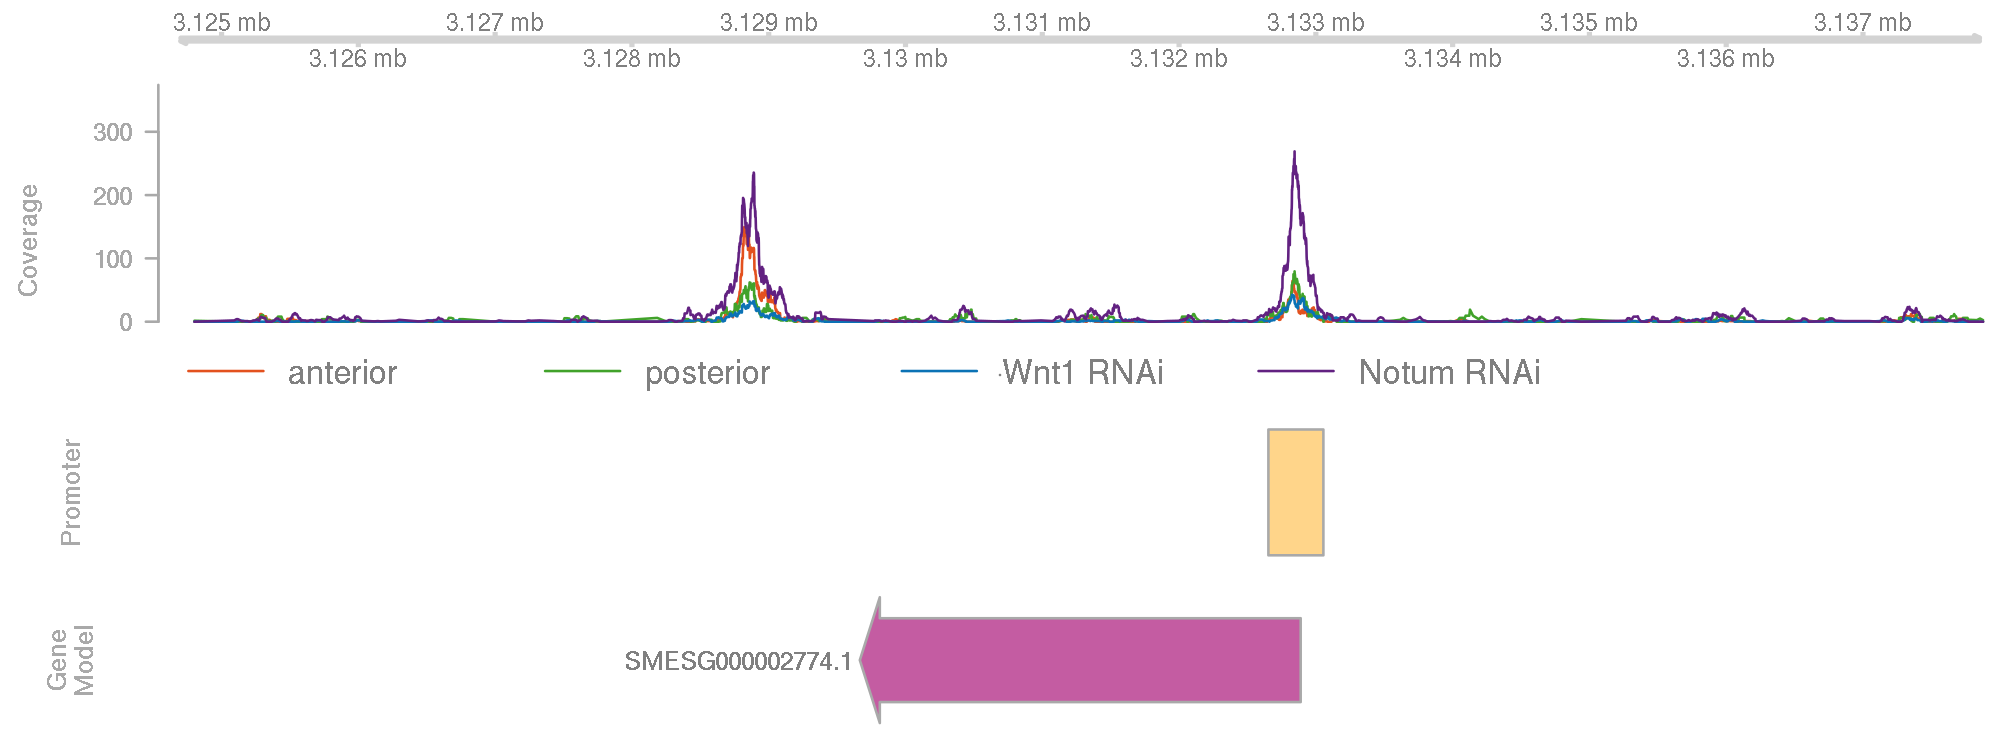 3.125 mb 3.127 mb 3.129 mb 3.131 mb 3.133 mb 3.135 mb 3.137 mb
3.126 mb 3.128 mb 3.13 mb 3.132 mb 3.134 mb 3.136 mb
Coverage
300
200
100
0
anterior posterior Wnt1 RNAi Notum RNAi
Promoter
Gene
Model
SMESG000002774.1